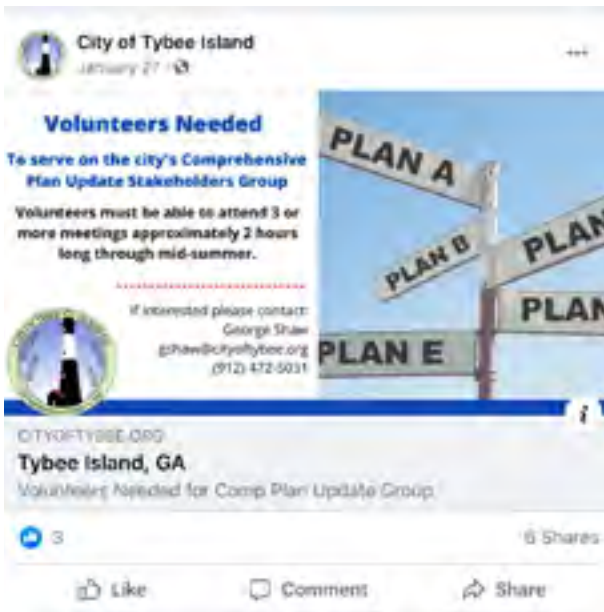 City of Tybee Island
January 27
Volunteers Needed
To serve on the city's Comprehensive
Plan Update Stakeholders Group
Volunteers must be able to attend 3 or
more meetings approximately 2 hours
long through mid-summer.
If interested please contact:
George Shaw
gshaw@cityoftybee.org
(912) 472-5031
PLAN A
PLAN B
PLAN
PLAN
PLAN E
i
CITYOFTYBEE.ORG
Tybee Island, GA
Volunteers Needed for Comp Plan Update Group
3
6 Shares
Like
Comment
Share